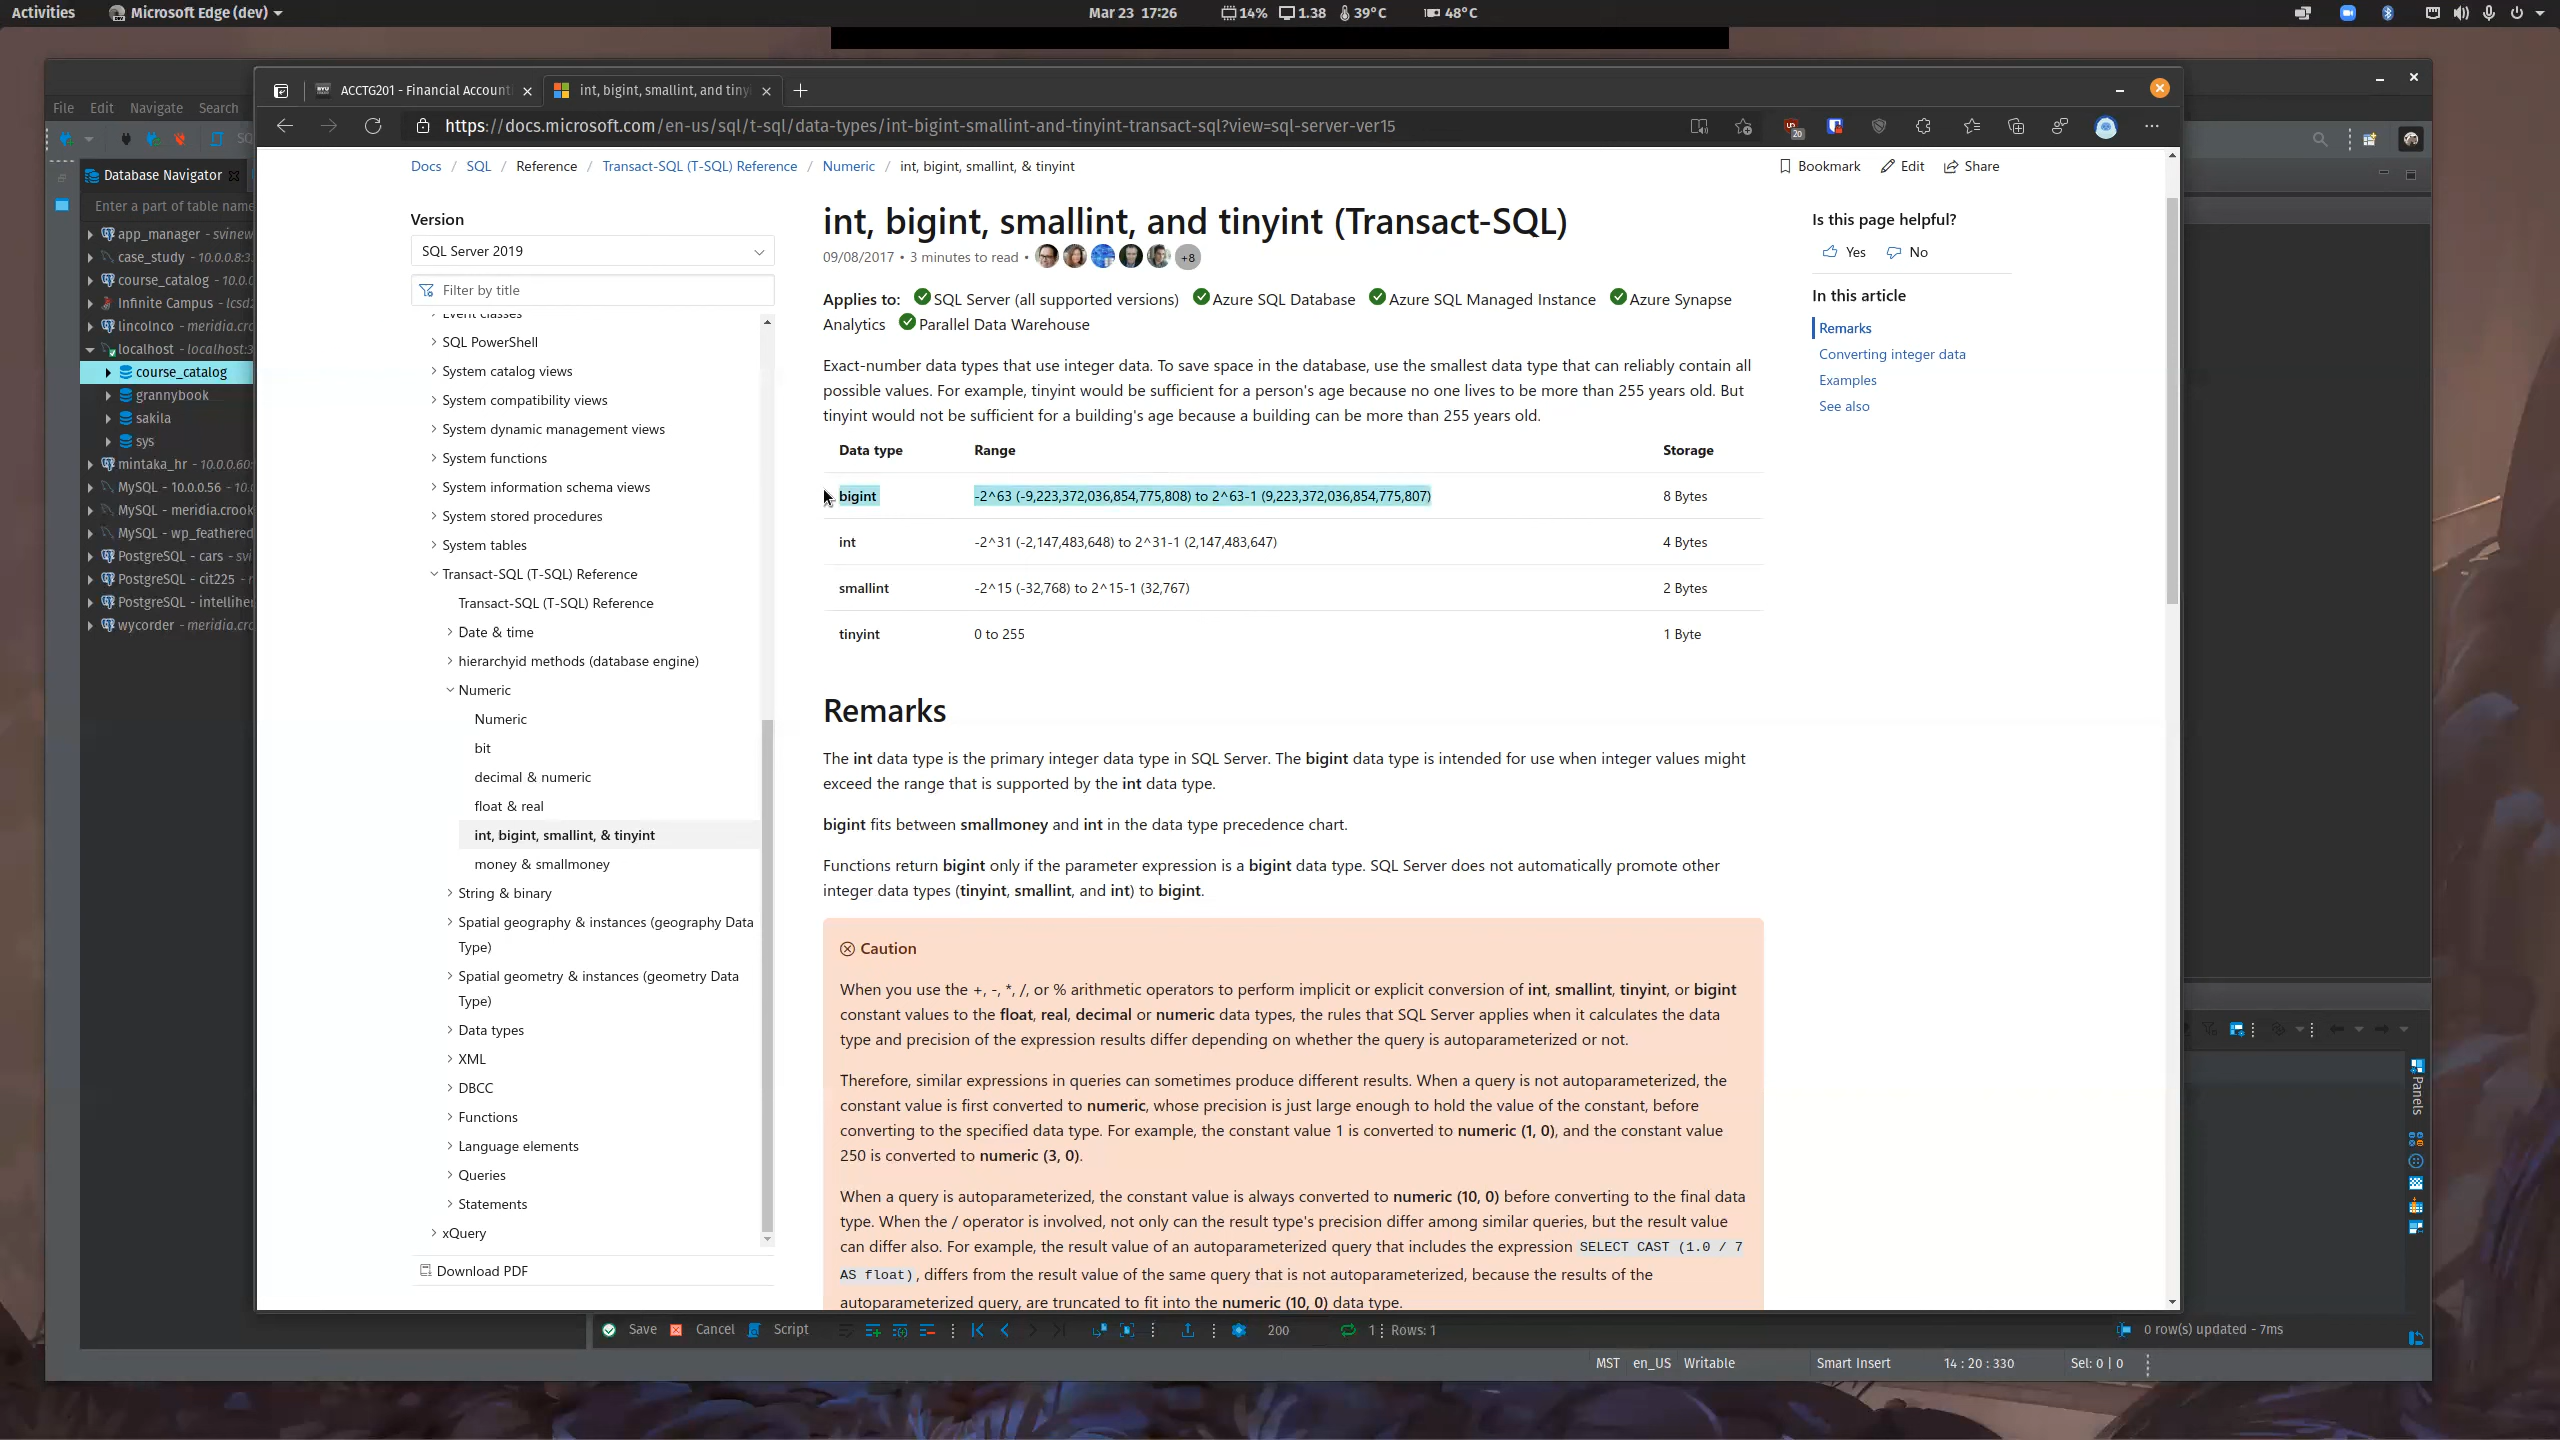 Activities
Microsoft Edge (dev)
Mar 23 17:26
14% 1.38 39°C 48°C
ACCTG201 - Financial Account
int, bigint, smallint, and tiny
https://docs.microsoft.com/en-us/sql/t-sql/data-types/int-bigint-smallint-and-tinyint-transact-sql?view=sql-server-ver15
20
File Edit Navigate Search
Database Navigator
Enter a part of table name
app_manager - svinew
case_study - 10.0.0.8:3
course_catalog - 10.0.0
Infinite Campus - lcsd
lincolnco - meridia.cro
localhost - localhost:3
course_catalog
grannybook
sakila
sys
mintaka_hr - 10.0.0.60:
MySQL - 10.0.0.56 - 10.
MySQL - meridia.crook
MySQL - wp_feathered
PostgreSQL - cars - svi
PostgreSQL - cit225 -
PostgreSQL - intellihe
wycorder - meridia.cro
Docs / SQL / Reference / Transact-SQL (T-SQL) Reference / Numeric / int, bigint, smallint, & tinyint
Bookmark Edit Share
Version
SQL Server 2019
Filter by title
Event classes
SQL PowerShell
System catalog views
System compatibility views
System dynamic management views
System functions
System information schema views
System stored procedures
System tables
Transact-SQL (T-SQL) Reference
Transact-SQL (T-SQL) Reference
Date & time
hierarchyid methods (database engine)
Numeric
Numeric
bit
decimal & numeric
float & real
int, bigint, smallint, & tinyint
money & smallmoney
String & binary
Spatial geography & instances (geography Data
Type)
Spatial geometry & instances (geometry Data
Type)
Data types
XML
DBCC
Functions
Language elements
Queries
Statements
xQuery
Download PDF
int, bigint, smallint, and tinyint (Transact-SQL)
09/08/2017 • 3 minutes to read • +8
Applies to: SQL Server (all supported versions) Azure SQL Database Azure SQL Managed Instance Azure Synapse
Analytics Parallel Data Warehouse
Exact-number data types that use integer data. To save space in the database, use the smallest data type that can reliably contain all
possible values. For example, tinyint would be sufficient for a person's age because no one lives to be more than 255 years old. But
tinyint would not be sufficient for a building's age because a building can be more than 255 years old.
Data type Range Storage
bigint -2^63 (-9,223,372,036,854,775,808) to 2^63-1 (9,223,372,036,854,775,807) 8 Bytes
int -2^31 (-2,147,483,648) to 2^31-1 (2,147,483,647) 4 Bytes
smallint -2^15 (-32,768) to 2^15-1 (32,767) 2 Bytes
tinyint 0 to 255 1 Byte
Remarks
The int data type is the primary integer data type in SQL Server. The bigint data type is intended for use when integer values might
exceed the range that is supported by the int data type.
bigint fits between smallmoney and int in the data type precedence chart.
Functions return bigint only if the parameter expression is a bigint data type. SQL Server does not automatically promote other
integer data types (tinyint, smallint, and int) to bigint.
Caution
When you use the +, -, *, /, or % arithmetic operators to perform implicit or explicit conversion of int, smallint, tinyint, or bigint
constant values to the float, real, decimal or numeric data types, the rules that SQL Server applies when it calculates the data
type and precision of the expression results differ depending on whether the query is autoparameterized or not.
Therefore, similar expressions in queries can sometimes produce different results. When a query is not autoparameterized, the
constant value is first converted to numeric, whose precision is just large enough to hold the value of the constant, before
converting to the specified data type. For example, the constant value 1 is converted to numeric (1, 0), and the constant value
250 is converted to numeric (3, 0).
When a query is autoparameterized, the constant value is always converted to numeric (10, 0) before converting to the final data
type. When the / operator is involved, not only can the result type's precision differ among similar queries, but the result value
can differ also. For example, the result value of an autoparameterized query that includes the expression SELECT CAST (1.0 / 7
AS float), differs from the result value of the same query that is not autoparameterized, because the results of the
autoparameterized query, are truncated to fit into the numeric (10, 0) data type.
Is this page helpful?
Yes No
In this article
Remarks
Converting integer data
Examples
See also
Panels
Save Cancel Script 200 1 Rows: 1 0 row(s) updated - 7ms
MST en_US Writable Smart Insert 14 : 20 : 330 Sel: 0 | 0